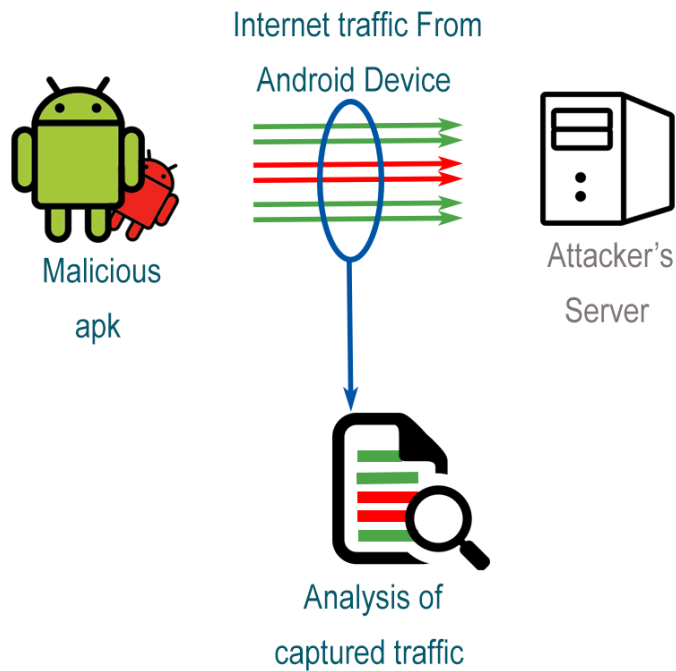 Internet traffic From
Android Device
Malicious
apk
Attacker's
Server
Analysis of
captured traffic